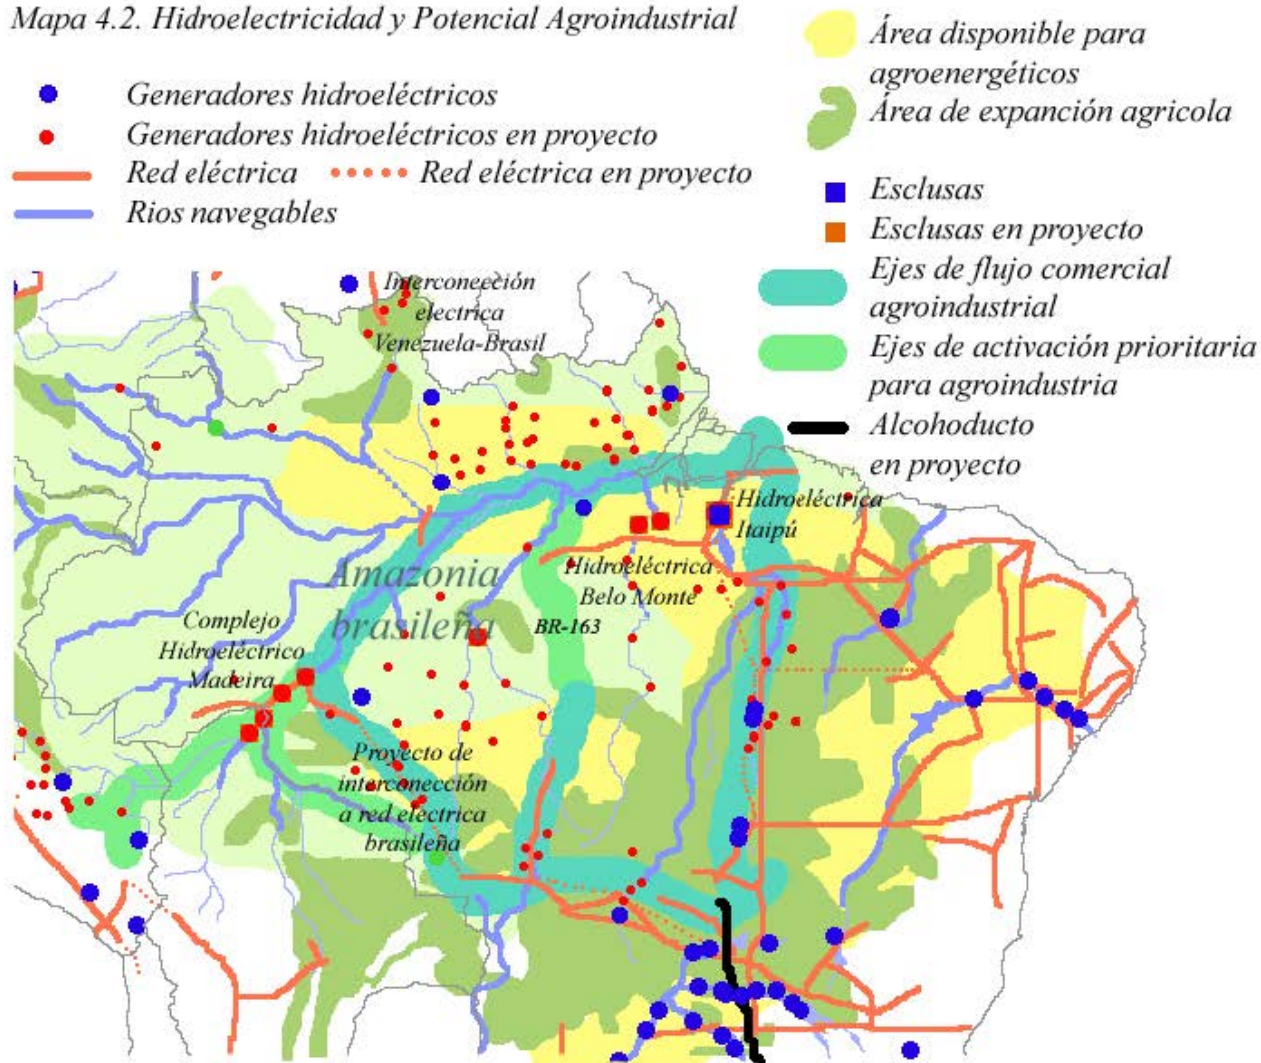 Mapa 4.2. Hidroelectricidad y Potencial Agroindustrial
Generadores hidroeléctricos
Generadores hidroeléctricos en proyecto
Red eléctrica
Red eléctrica en proyecto
Rios navegables
Área disponible para
agroenergéticos
Área de expanción agricola
Esclusas
Esclusas en proyecto
Ejes de flujo comercial
agroindustrial
Ejes de activación prioritaria
para agroindustria
Alcohoducto
en proyecto
Interconección
electrica
Venezuela-Brasil
Hidroeléctrica
Itaipú
Hidroeléctrica
Belo Monte
Amazonia
brasileña
BR-163
Complejo
Hidroeléctrico
Madeira
Proyecto de
interconección
a red electrica
brasileña